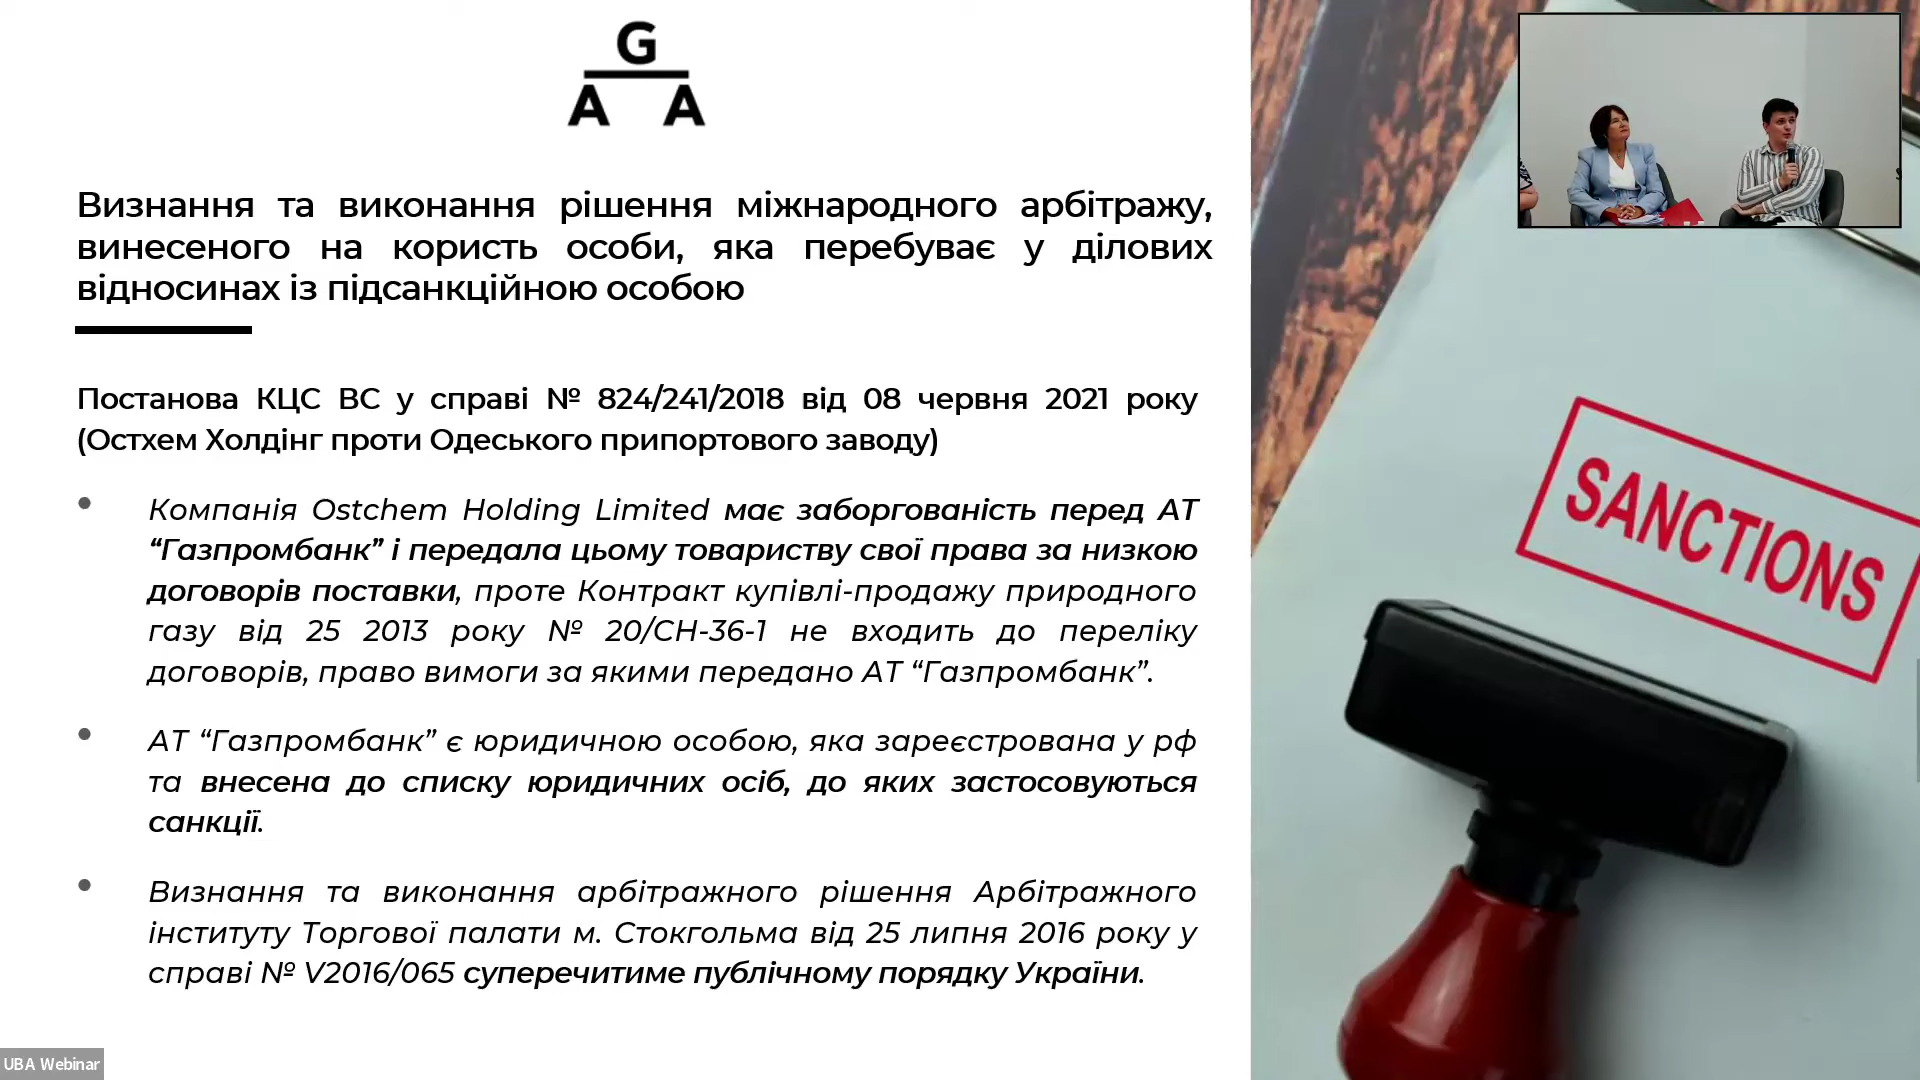 G
A A
Визнання та виконання рішення міжнародного арбітражу,
винесеного на користь особи, яка перебуває у ділових
відносинах із підсанкційною особою
Постанова КЦС ВС у справі № 824/241/2018 від 08 червня 2021 року
(Остхем Холдінг проти Одеського припортового заводу)
• Компанія Ostchem Holding Limited має заборгованість перед АТ
“Газпромбанк” і передала цьому товариству свої права за низкою
договорів поставки, проте Контракт купівлі-продажу природного
газу від 25 2013 року № 20/СН-36-1 не входить до переліку
договорів, право вимоги за якими передано АТ “Газпромбанк”.
• АТ “Газпромбанк” є юридичною особою, яка зареєстрована у рф
та внесена до списку юридичних осіб, до яких застосовуються
санкції.
• Визнання та виконання арбітражного рішення Арбітражного
інституту Торгової палати м. Стокгольма від 25 липня 2016 року у
справі № V2016/065 суперечитиме публічному порядку України.
SANCTIONS
UBA Webinar